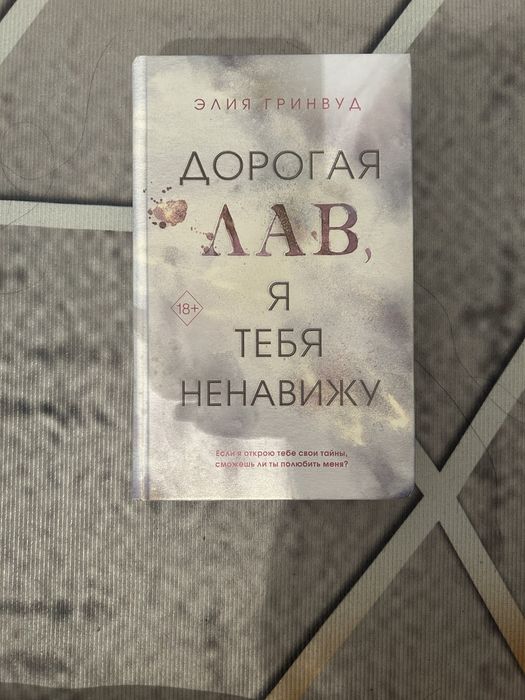 ЭЛИЯ ГРИНВУД
ДОРОГАЯ
ЛАВ,
Я
ТЕБЯ
НЕНАВИЖУ
18+
Если я открою тебе свои тайны,
сможешь ли ты полюбить меня?